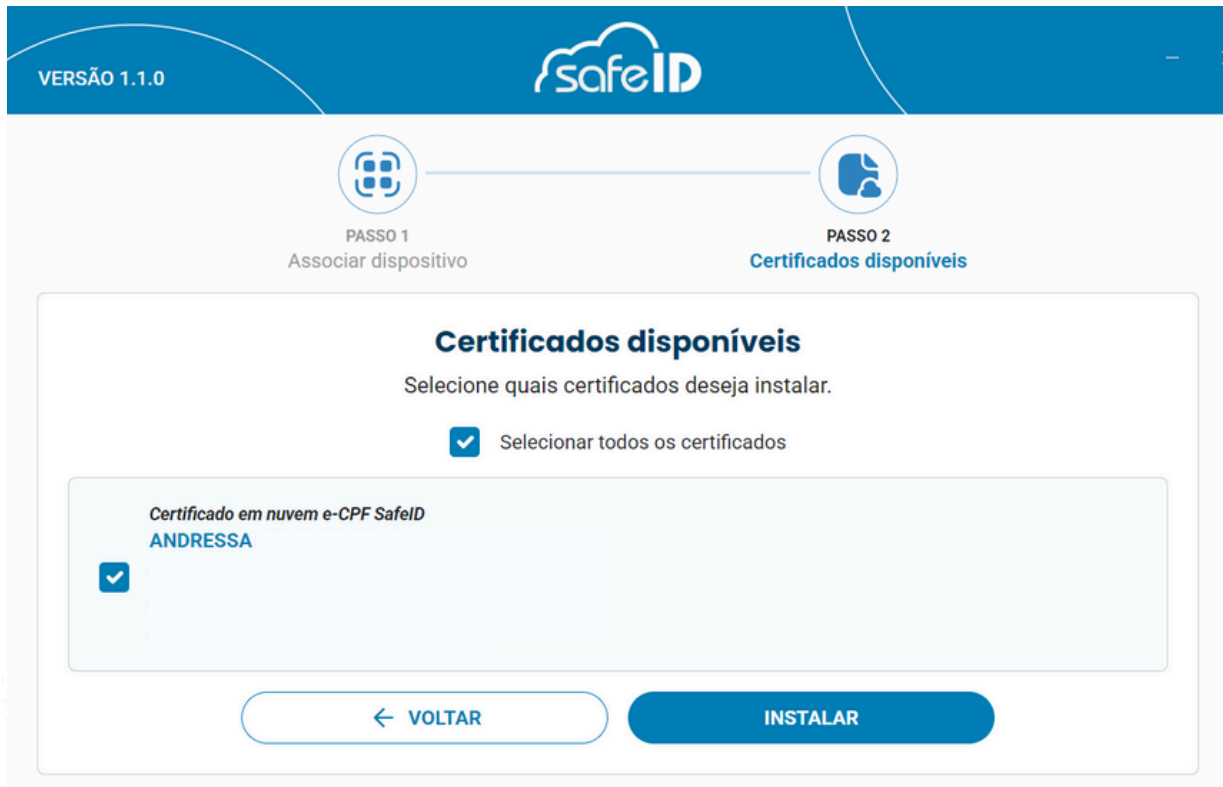 VERSÃO 1.1.0
safeID
PASSO 1
Associar dispositivo
PASSO 2
Certificados disponíveis
Certificados disponíveis
Selecione quais certificados deseja instalar.
Selecionar todos os certificados
Certificado em nuvem e-CPF SafeID
ANDRESSA
VOLTAR
INSTALAR